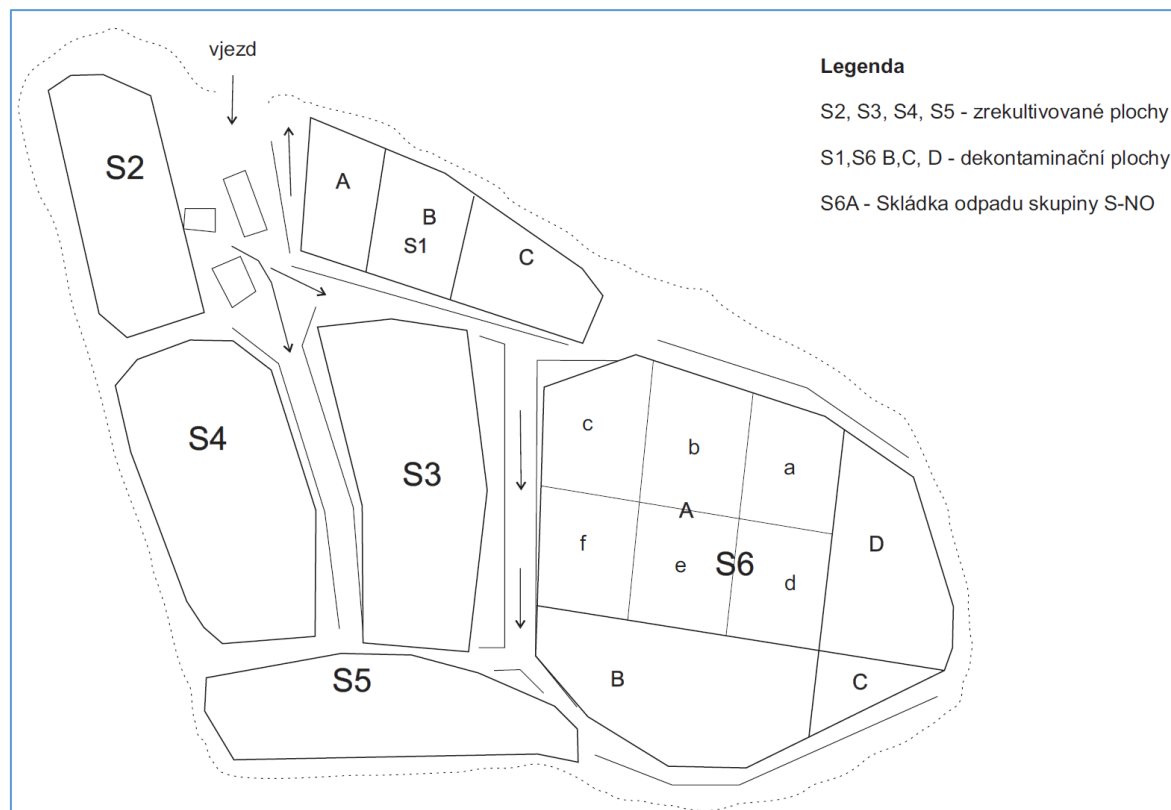 vjezd
Legenda
S2, S3, S4, S5 - zrekultivované plochy
S1,S6 B,C, D - dekontaminační plochy
S6A - Skládka odpadu skupiny S-NO
S2
A
B
S1
C
S4
S3
c
b
a
A
f
e
S6
d
D
S5
B
C